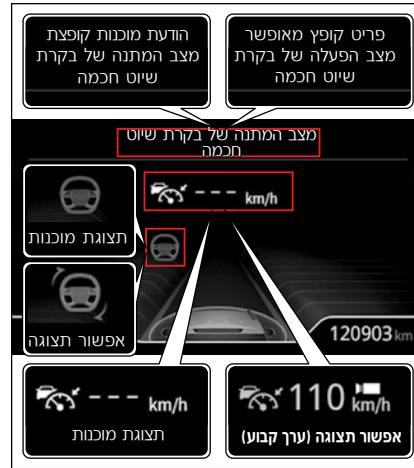 הודעת מוכנות קופצת
מצב המתנה של בקרת
שיוט חכמה
פריט קופץ מאופשר
מצב הפעלה של בקרת
שיוט חכמה
מצב המתנה של בקרת שיוט
חכמה
--- km/h
תצוגת מוכנות
אפשור תצוגה
120903 km
--- km/h
תצוגת מוכנות
110 km/h
אפשור תצוגה (ערך קבוע)